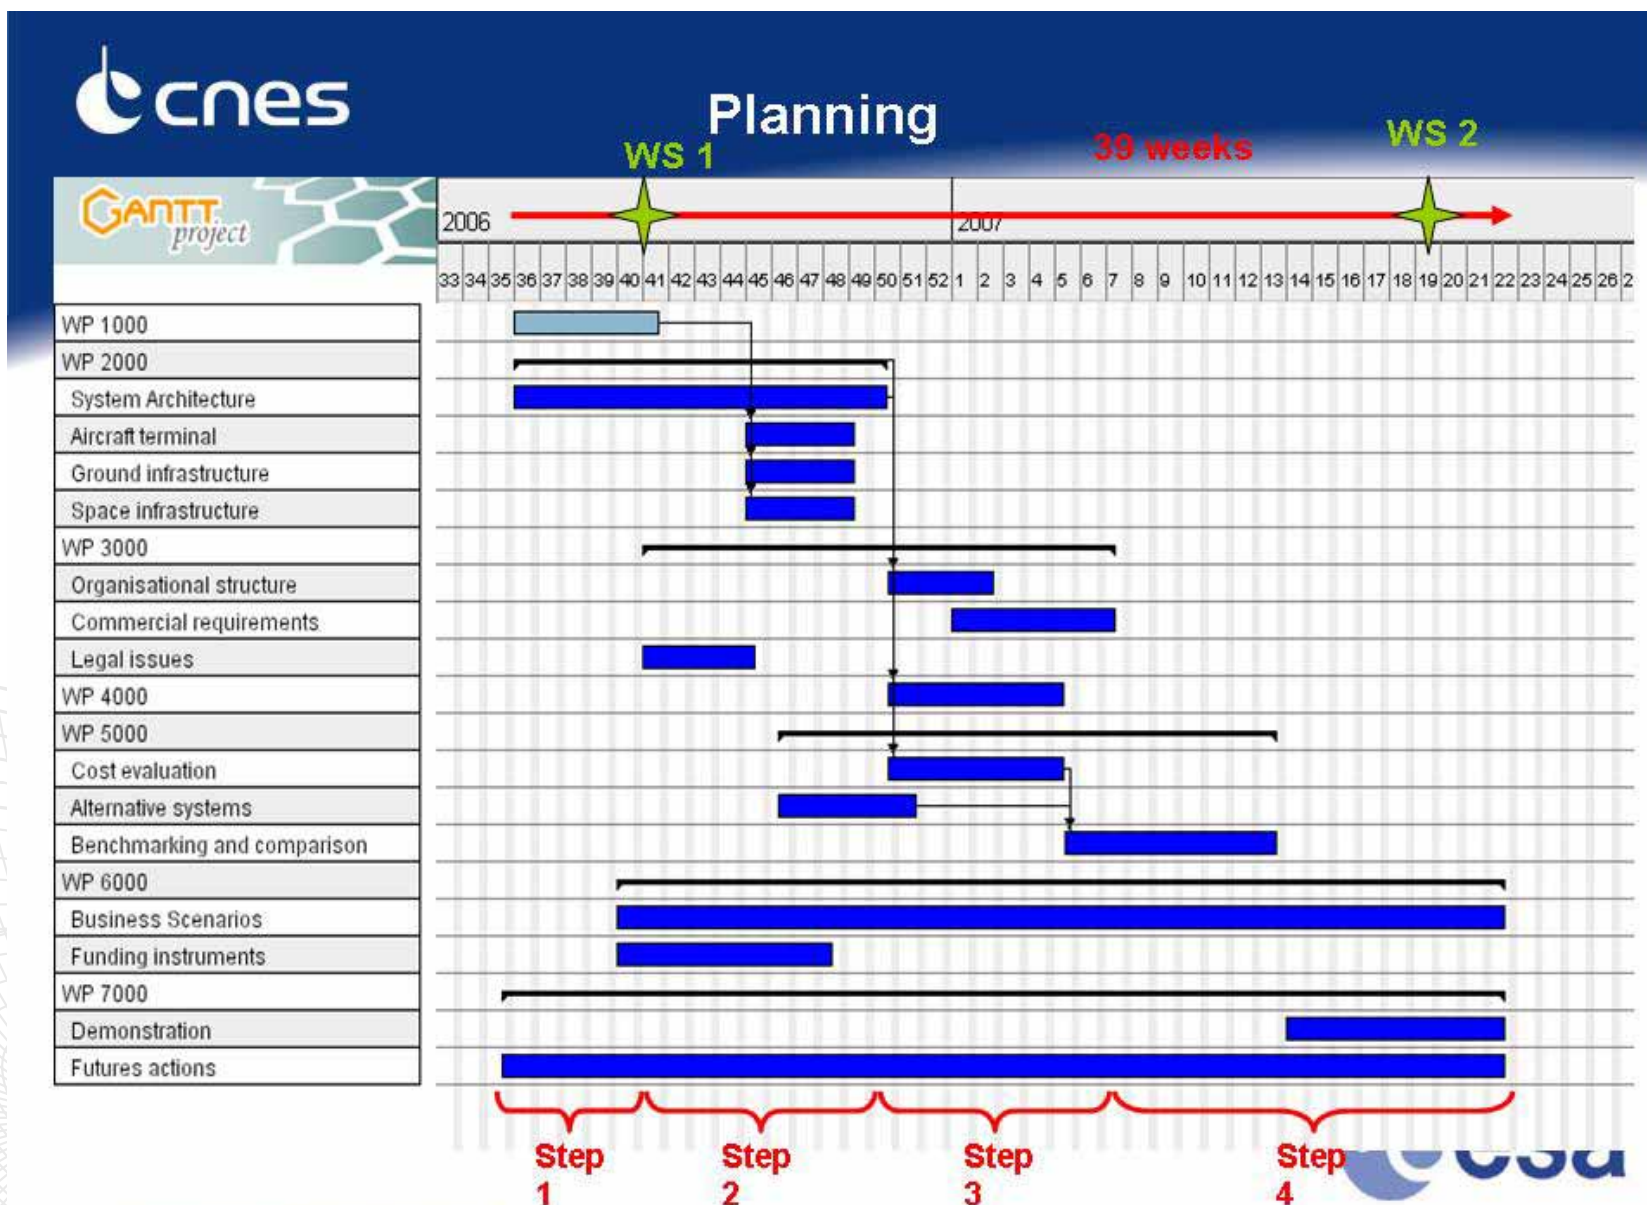 cnes
Planning
WS 1
39 weeks
WS 2
GANTT
project
2006
2007
33 34 35 36 37 38 39 40 41 42 43 44 45 46 47 48 49 50 51 52 1 2 3 4 5 6 7 8 9 10 11 12 13 14 15 16 17 18 19 20 21 22 23 24 25 26 2
WP 1000
WP 2000
System Architecture
Aircraft terminal
Ground infrastructure
Space infrastructure
WP 3000
Organisational structure
Commercial requirements
Legal issues
WP 4000
WP 5000
Cost evaluation
Alternative systems
Benchmarking and comparison
WP 6000
Business Scenarios
Funding instruments
WP 7000
Demonstration
Futures actions
Step
1
Step
2
Step
3
Step
4
esa